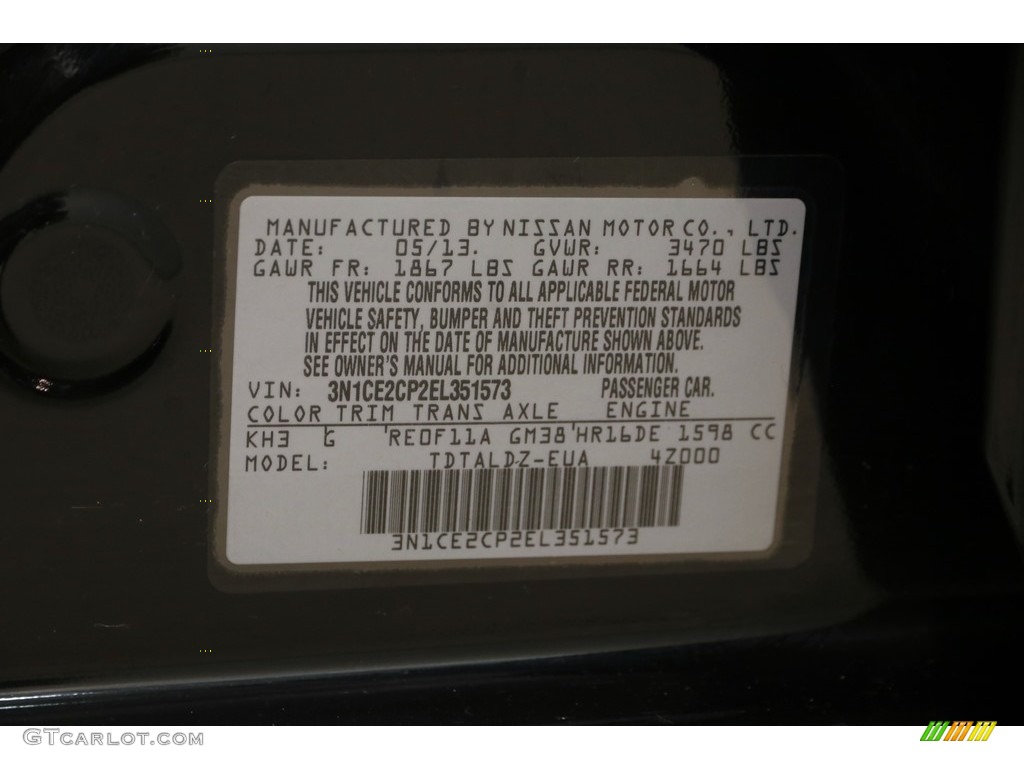 MANUFACTURED BY NISSAN MOTOR CO., LTD.
DATE: 05/13. GVWR: 3470 LBS
GAWR FR: 1867 LBS GAWR RR: 1664 LBS
THIS VEHICLE CONFORMS TO ALL APPLICABLE FEDERAL MOTOR
VEHICLE SAFETY, BUMPER AND THEFT PREVENTION STANDARDS
IN EFFECT ON THE DATE OF MANUFACTURE SHOWN ABOVE.
SEE OWNER'S MANUAL FOR ADDITIONAL INFORMATION.
VIN: 3N1CE2CP2EL351573 PASSENGER CAR.
COLOR TRIM TRANS AXLE ENGINE
KH3 G RE0F11A GM38 HR16DE 1598 CC
MODEL: TDTALDZ-EUA 4Z000
3N1CE2CP2EL351573
GTCarlot.com